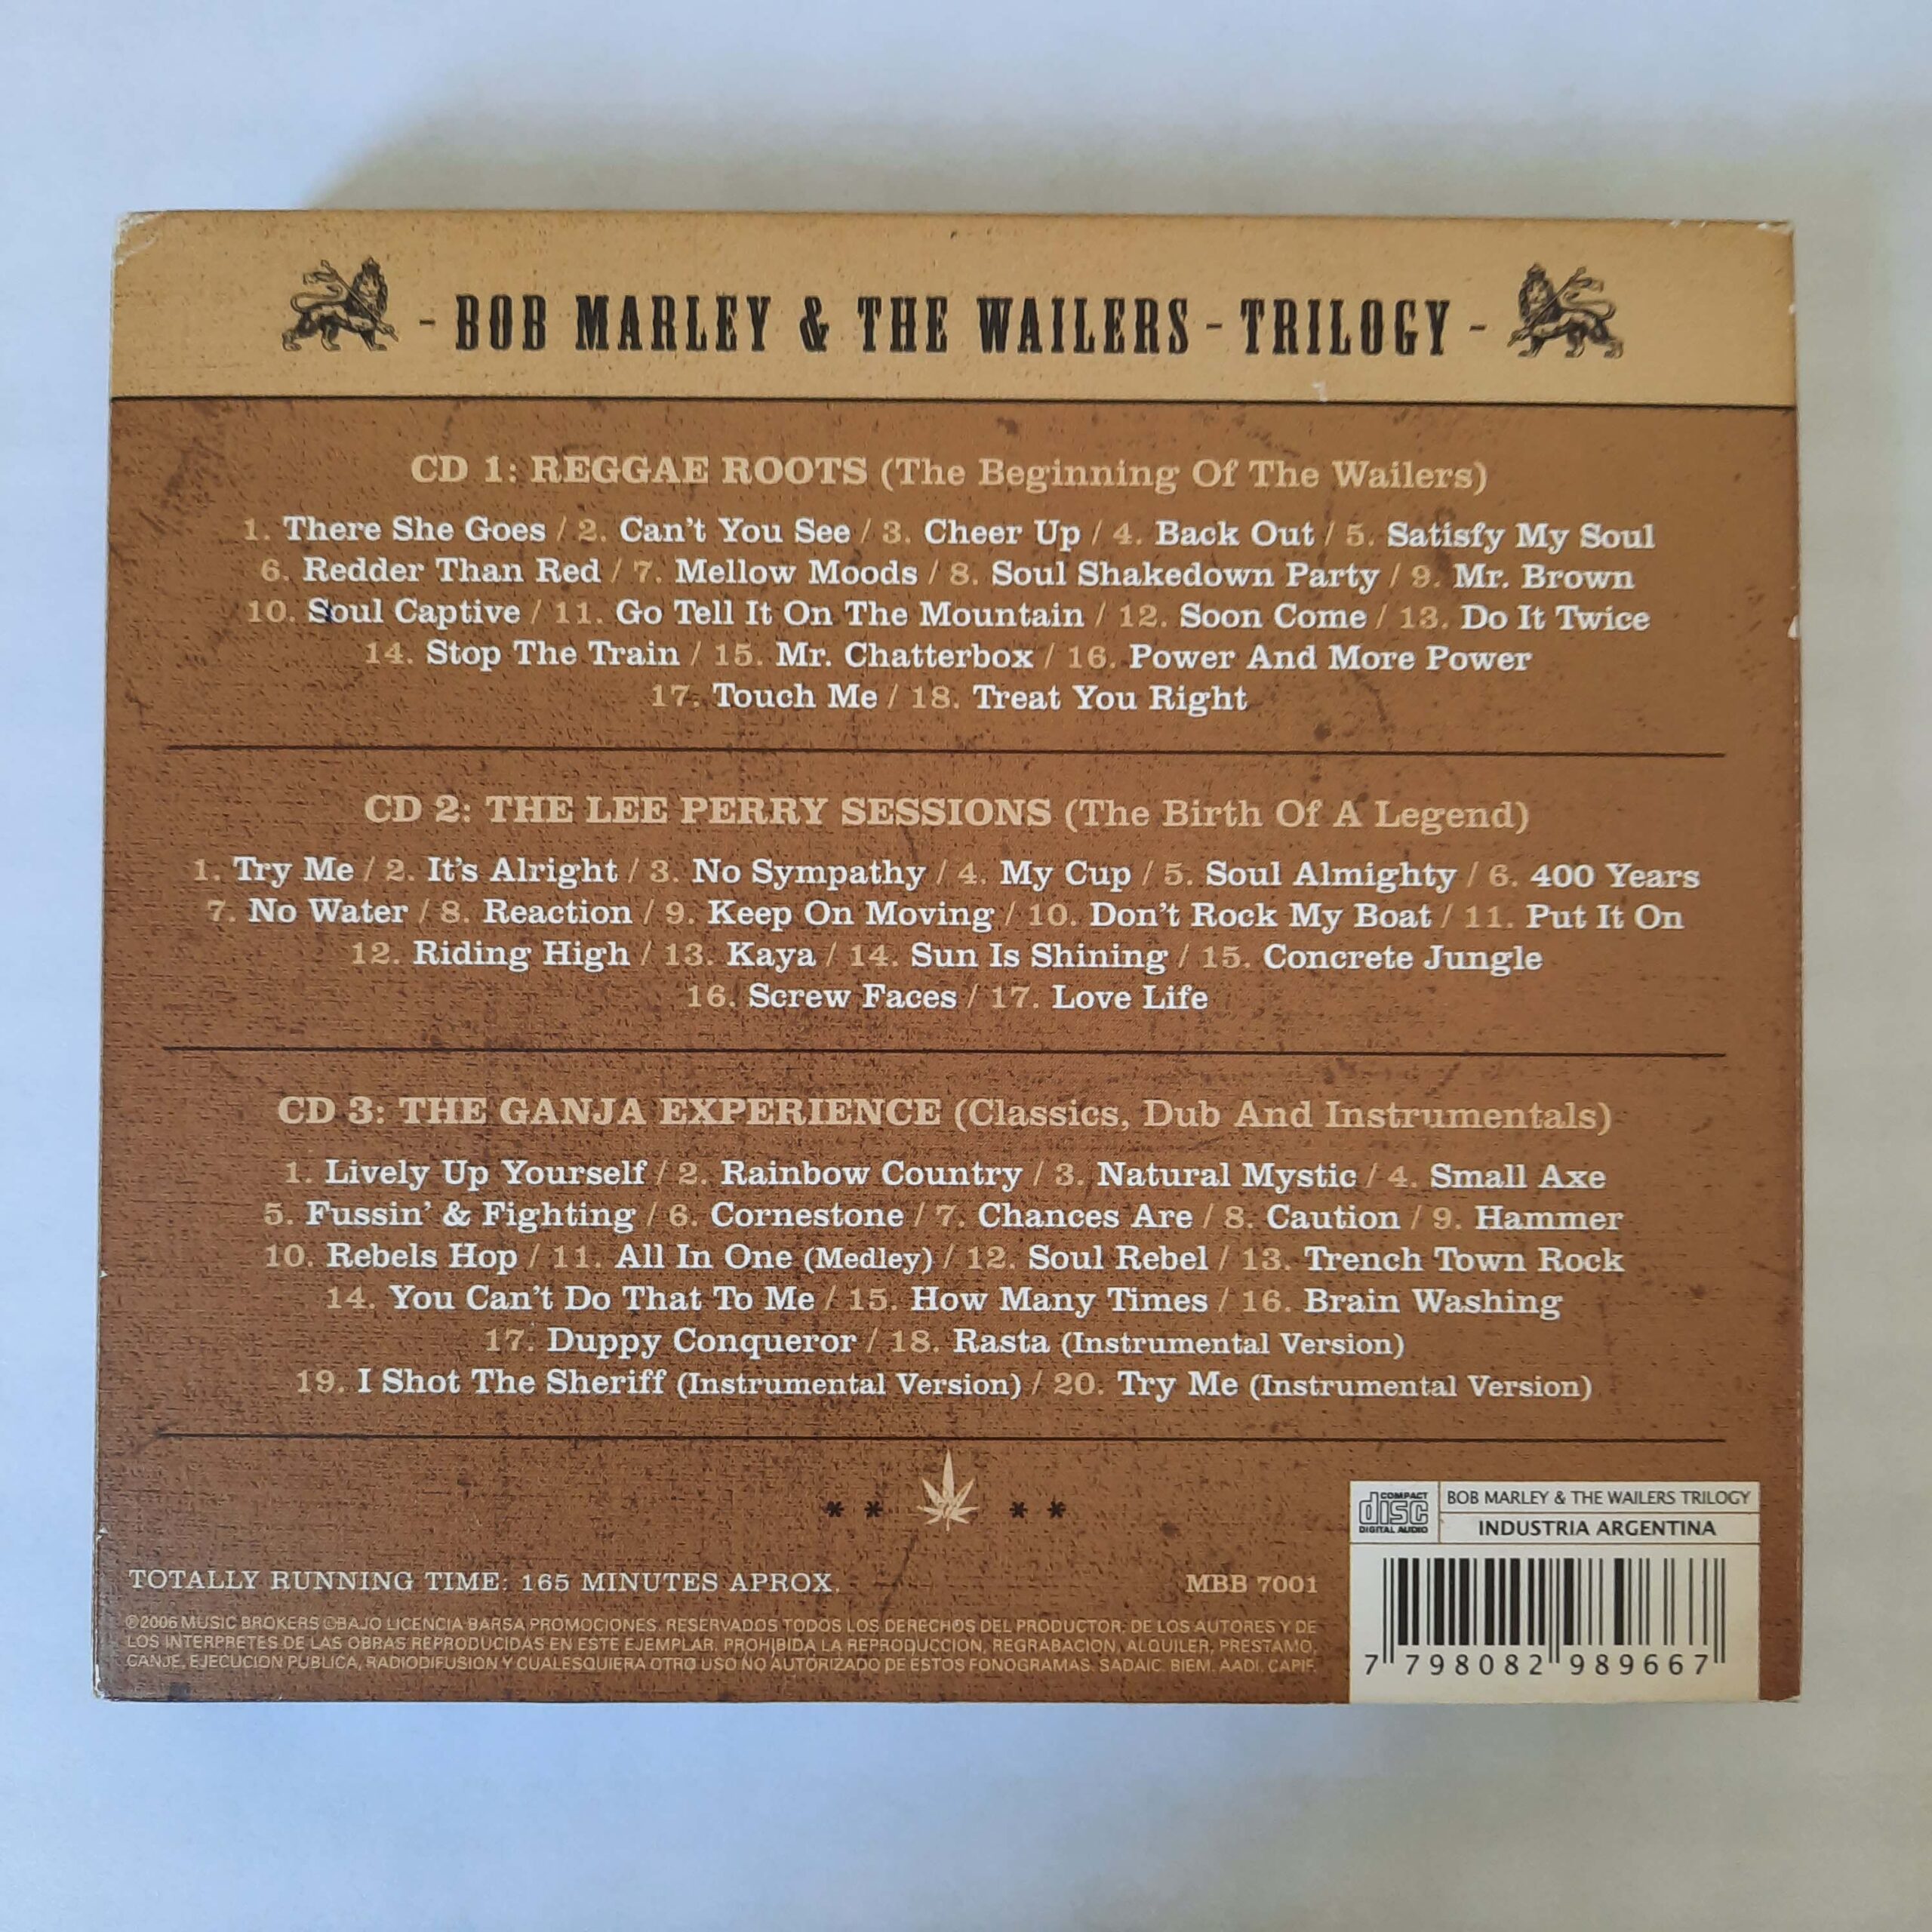 - BOB MARLEY & THE WAILERS - TRILOGY -
CD 1: REGGAE ROOTS (The Beginning Of The Wailers)
1. There She Goes / 2. Can't You See / 3. Cheer Up / 4. Back Out / 5. Satisfy My Soul
6. Redder Than Red / 7. Mellow Moods / 8. Soul Shakedown Party / 9. Mr. Brown
10. Soul Captive / 11. Go Tell It On The Mountain / 12. Soon Come / 13. Do It Twice
14. Stop The Train / 15. Mr. Chatterbox / 16. Power And More Power
17. Touch Me / 18. Treat You Right
CD 2: THE LEE PERRY SESSIONS (The Birth Of A Legend)
1. Try Me / 2. It's Alright / 3. No Sympathy / 4. My Cup / 5. Soul Almighty / 6. 400 Years
7. No Water / 8. Reaction / 9. Keep On Moving / 10. Don't Rock My Boat / 11. Put It On
12. Riding High / 13. Kaya / 14. Sun Is Shining / 15. Concrete Jungle
16. Screw Faces / 17. Love Life
CD 3: THE GANJA EXPERIENCE (Classics, Dub And Instrumentals)
1. Lively Up Yourself / 2. Rainbow Country / 3. Natural Mystic / 4. Small Axe
5. Fussin' & Fighting / 6. Cornestone / 7. Chances Are / 8. Caution / 9. Hammer
10. Rebels Hop / 11. All In One (Medley) / 12. Soul Rebel / 13. Trench Town Rock
14. You Can't Do That To Me / 15. How Many Times / 16. Brain Washing
17. Duppy Conqueror / 18. Rasta (Instrumental Version)
19. I Shot The Sheriff (Instrumental Version) / 20. Try Me (Instrumental Version)
* * * *
COMPACT
disc
DIGITAL AUDIO
BOB MARLEY & THE WAILERS TRILOGY
INDUSTRIA ARGENTINA
TOTALLY RUNNING TIME: 165 MINUTES APROX.
MBB 7001
℗2006 MUSIC BROKERS ©BAJO LICENCIA BARSA PROMOCIONES. RESERVADOS TODOS LOS DERECHOS DEL PRODUCTOR, DE LOS AUTORES Y DE
LOS INTERPRETES DE LAS OBRAS REPRODUCIDAS EN ESTE EJEMPLAR. PROHIBIDA LA REPRODUCCION, REGRABACION, ALQUILER, PRESTAMO,
CANJE, EJECUCION PUBLICA, RADIODIFUSION Y CUALESQUIERA OTRO USO NO AUTORIZADO DE ESTOS FONOGRAMAS. SADAIC. BIEM. AADI. CAPIF.
7 798082 989667